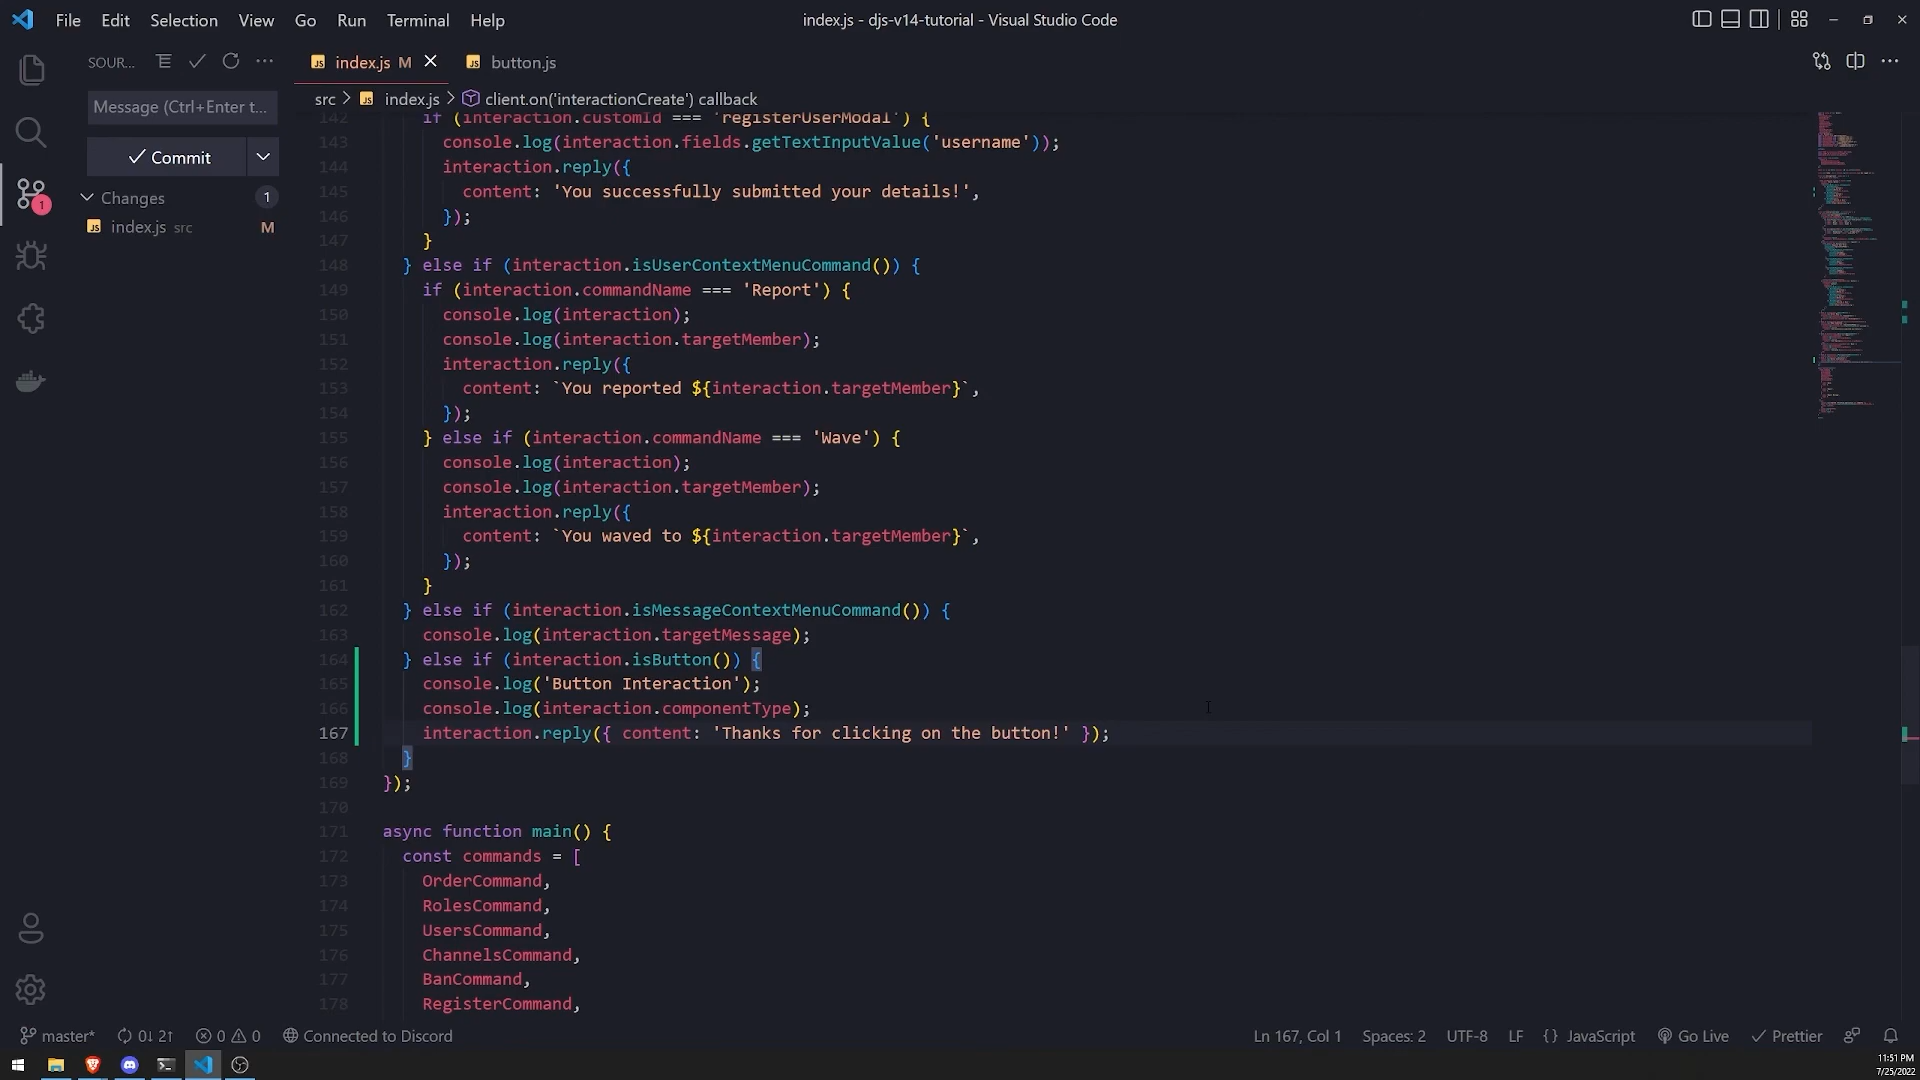 File Edit Selection View Go Run Terminal Help
index.js - djs-v14-tutorial - Visual Studio Code
SOUR...
index.js M
button.js
src > index.js > client.on('interactionCreate') callback
Message (Ctrl+Enter t...
Commit
Changes 1
index.js src M
1
142 if (interaction.customId === 'registerUserModal') {
143 console.log(interaction.fields.getTextInputValue('username'));
144 interaction.reply({
145 content: 'You successfully submitted your details!',
146 });
147 }
148 } else if (interaction.isUserContextMenuCommand()) {
149 if (interaction.commandName === 'Report') {
150 console.log(interaction);
151 console.log(interaction.targetMember);
152 interaction.reply({
153 content: `You reported ${interaction.targetMember}`,
154 });
155 } else if (interaction.commandName === 'Wave') {
156 console.log(interaction);
157 console.log(interaction.targetMember);
158 interaction.reply({
159 content: `You waved to ${interaction.targetMember}`,
160 });
161 }
162 } else if (interaction.isMessageContextMenuCommand()) {
163 console.log(interaction.targetMessage);
164 } else if (interaction.isButton()) {
165 console.log('Button Interaction');
166 console.log(interaction.componentType);
167 interaction.reply({ content: 'Thanks for clicking on the button!' });
168 }
169 });
170
171 async function main() {
172 const commands = [
173 OrderCommand,
174 RolesCommand,
175 UsersCommand,
176 ChannelsCommand,
177 BanCommand,
178 RegisterCommand,
master* 0↓ 2↑ 0 0 Connected to Discord
Ln 167, Col 1 Spaces: 2 UTF-8 LF {} JavaScript Go Live Prettier
11:51 PM
7/25/2022